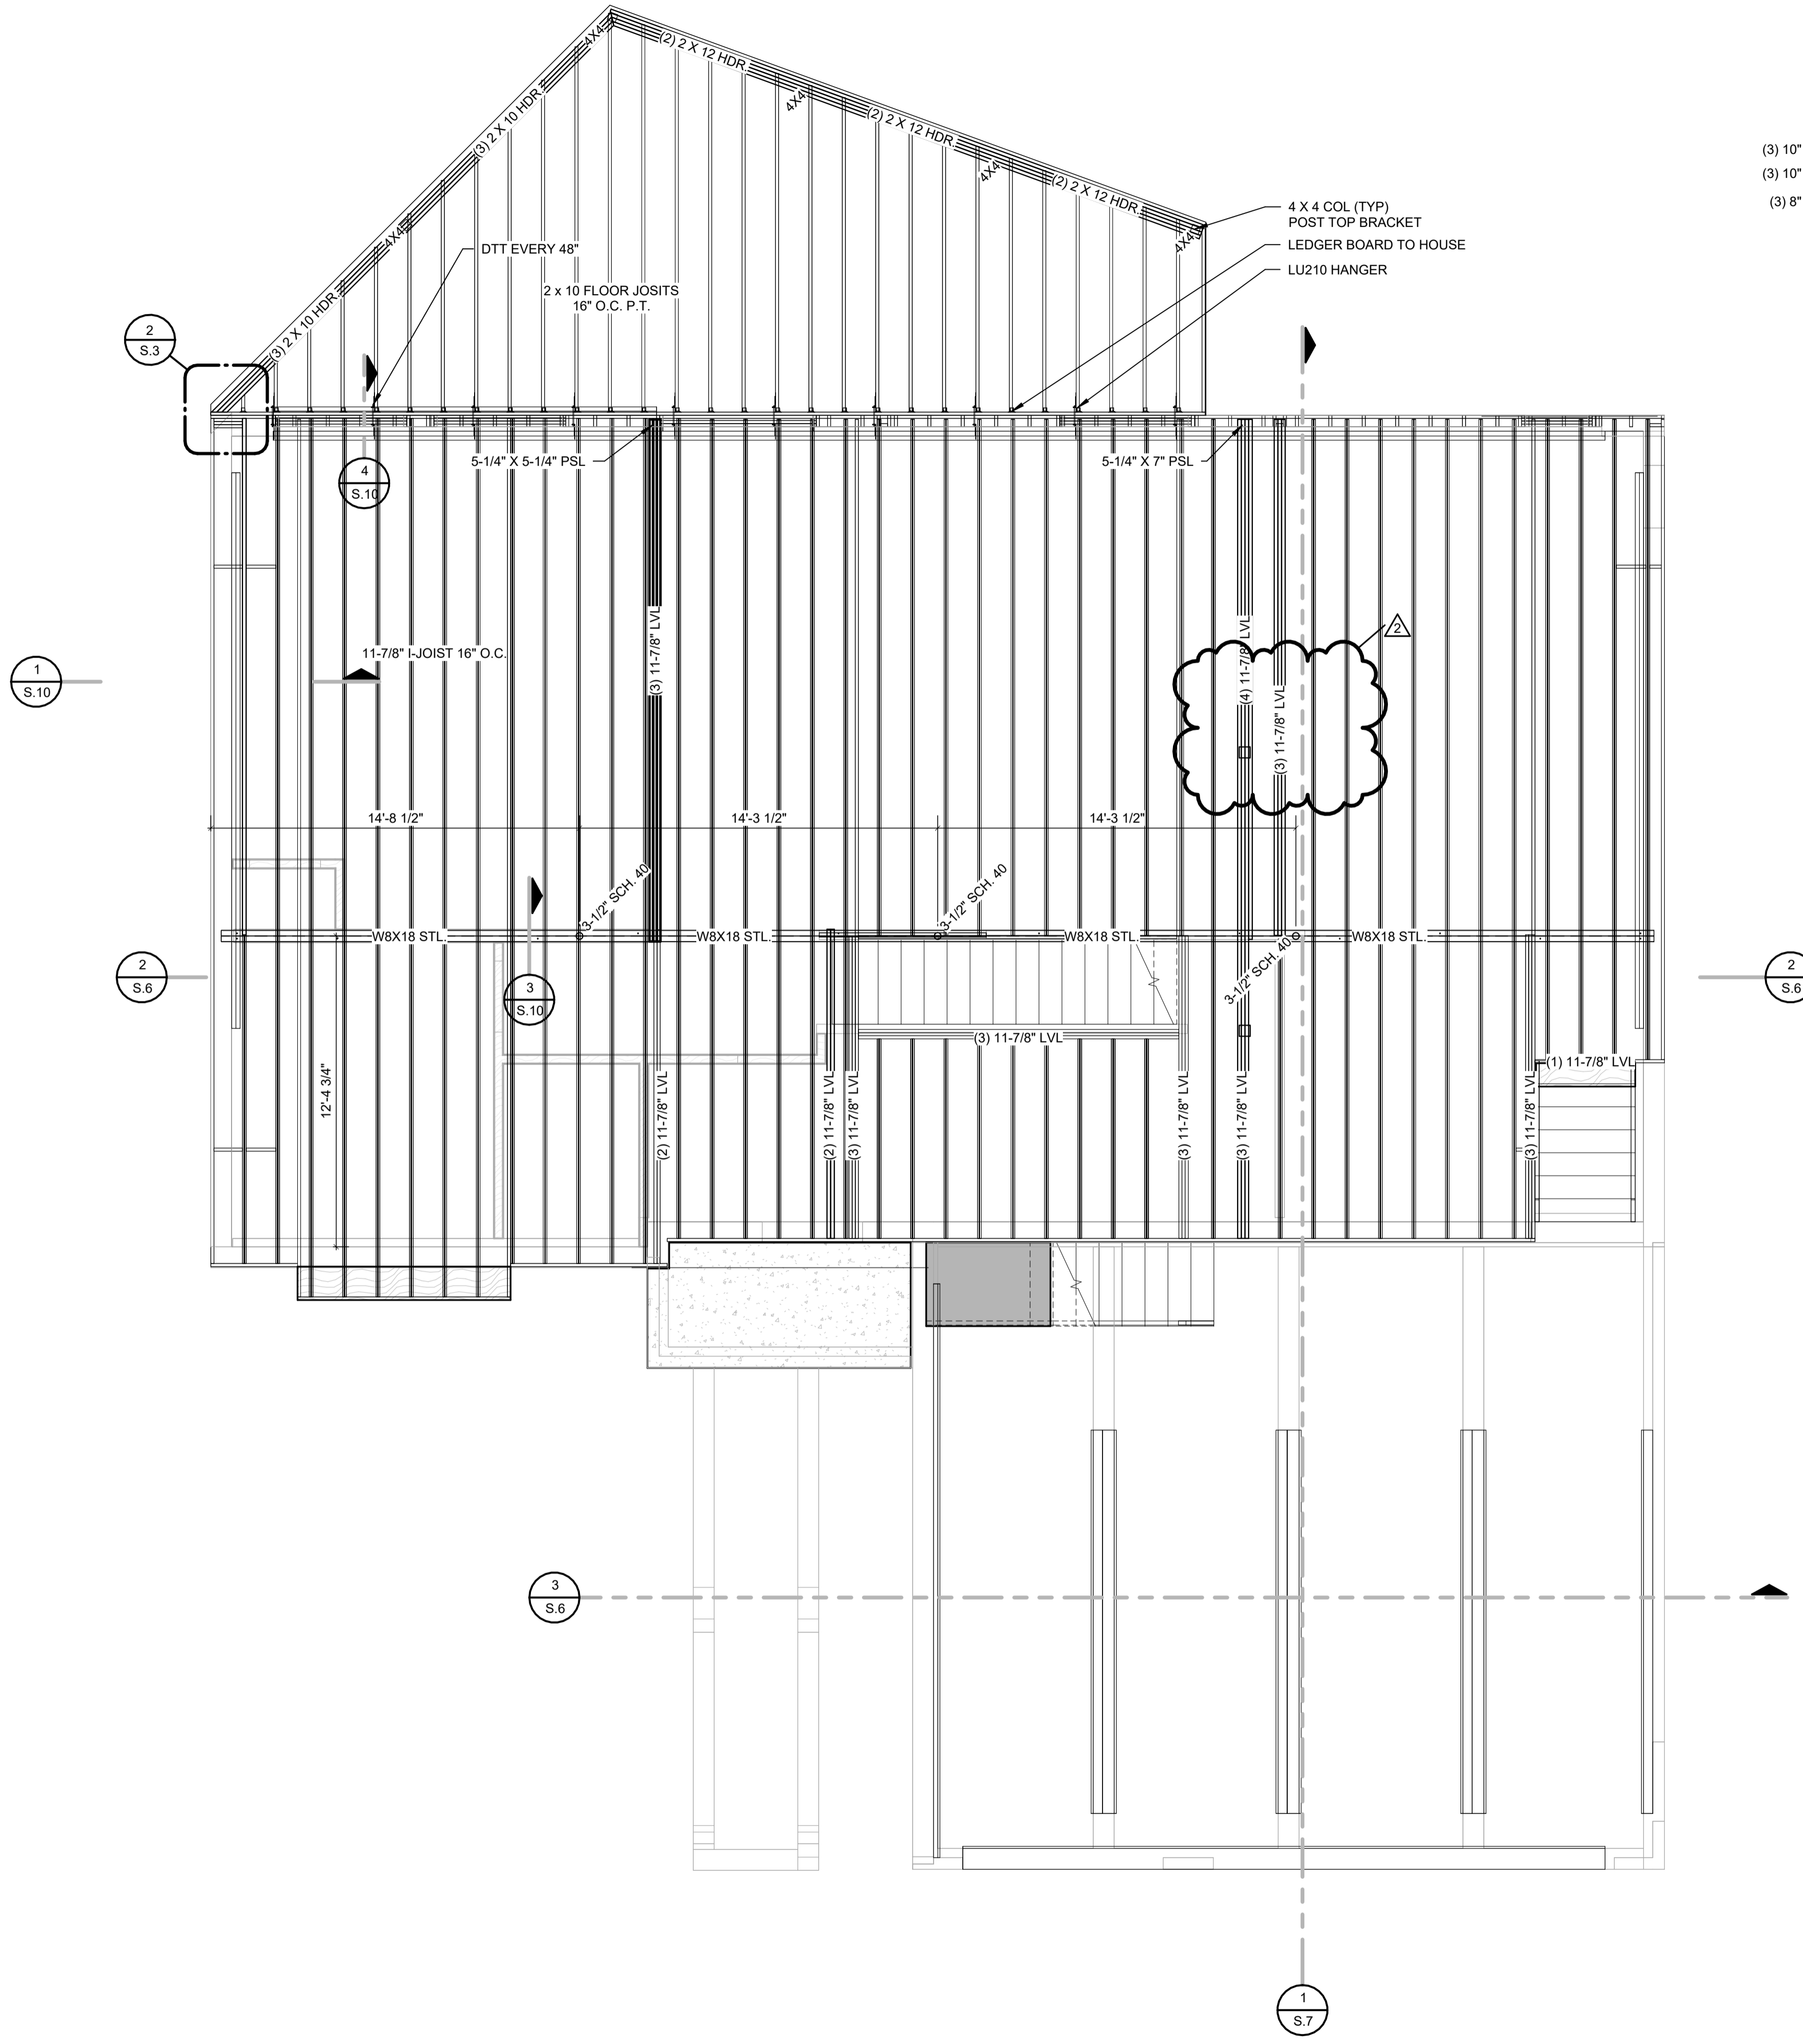 4X4
(2) 2 X 12 HDR.
(3) 2 X 10 HDR.
4X4
(2) 2 X 12 HDR.
4X4
(2) 2 X 12 HDR.
4X4
4X4
(3) 2 X 10 HDR.
(3) 10"
(3) 10"
(3) 8"
4 X 4 COL (TYP)
POST TOP BRACKET
LEDGER BOARD TO HOUSE
LU210 HANGER
DTT EVERY 48"
2 x 10 FLOOR JOSITS
16" O.C. P.T.
2
S.3
4
S.10
5-1/4" X 5-1/4" PSL
5-1/4" X 7" PSL
1
S.10
11-7/8" I-JOIST 16" O.C.
(3) 11-7/8" LVL
(4) 11-7/8" LVL
(3) 11-7/8" LVL
2
14'-8 1/2"
14'-3 1/2"
14'-3 1/2"
3-1/2" SCH. 40
3-1/2" SCH. 40
W8X18 STL.
W8X18 STL.
W8X18 STL.
W8X18 STL.
3-1/2" SCH. 40
2
S.6
3
S.10
2
S.6
(3) 11-7/8" LVL
(1) 11-7/8" LVL
12'-4 3/4"
(2) 11-7/8" LVL
(2) 11-7/8" LVL
(3) 11-7/8" LVL
(3) 11-7/8" LVL
(3) 11-7/8" LVL
(3) 11-7/8" LVL
3
S.6
1
S.7